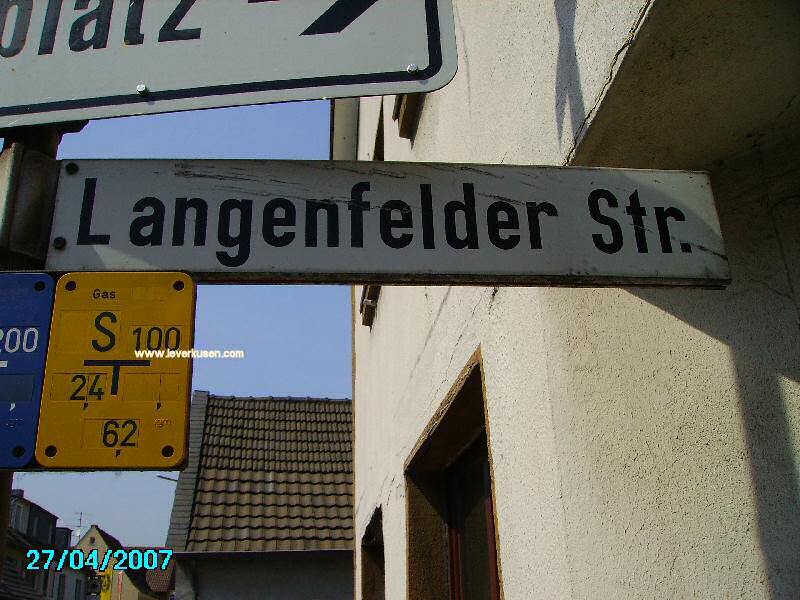 platz
Langenfelder Str.
Gas
S 100
200
www.leverkusen.com
24
62
27/04/2007